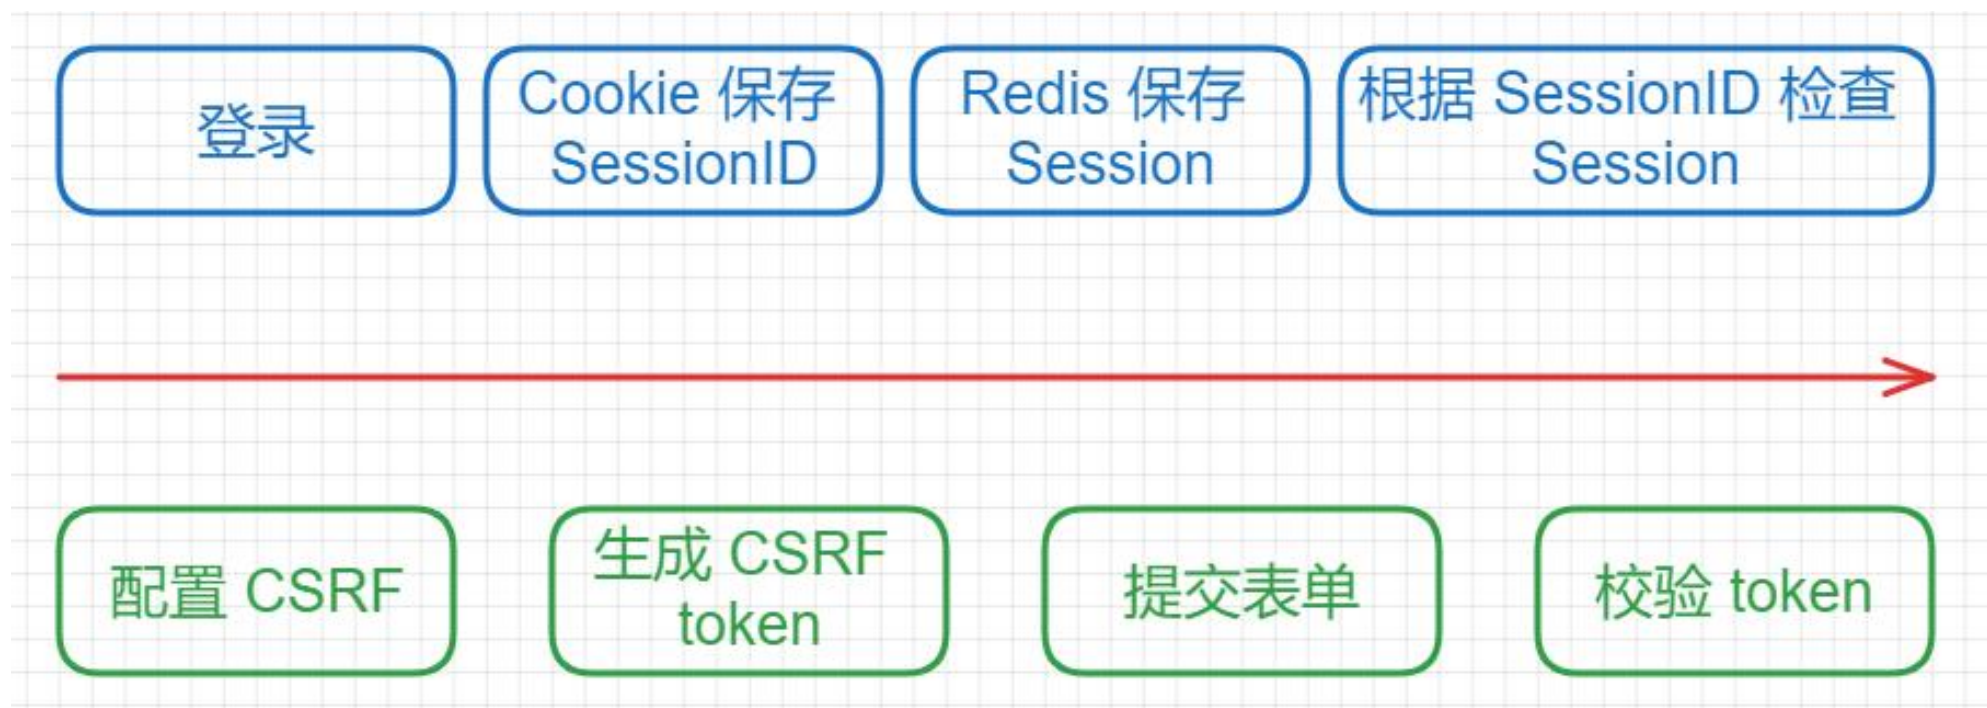 登录
Cookie 保存
SessionID
Redis 保存
Session
根据 SessionID 检查
Session
配置 CSRF
生成 CSRF
token
提交表单
校验 token